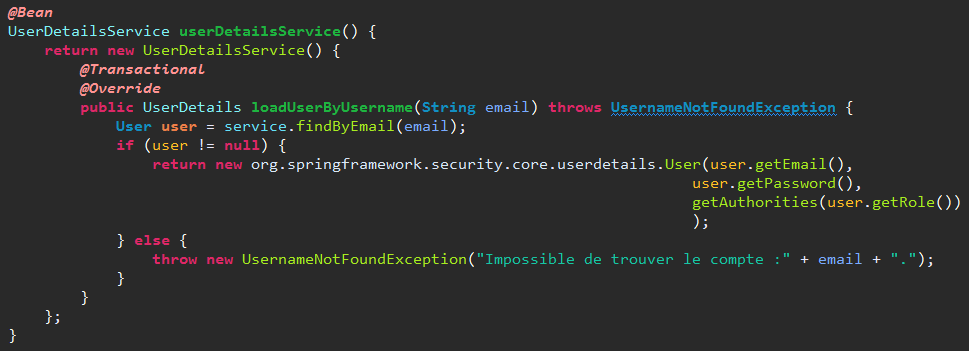 @Bean
UserDetailsService userDetailsService() {
return new UserDetailsService() {
@Transactional
@Override
public UserDetails loadUserByUsername(String email) throws UsernameNotFoundException {
User user = service.findByEmail(email);
if (user != null) {
return new org.springframework.security.core.userdetails.User(user.getEmail(),
user.getPassword(),
getAuthorities(user.getRole())
);
} else {
throw new UsernameNotFoundException("Impossible de trouver le compte :" + email + ".");
}
}
};
}